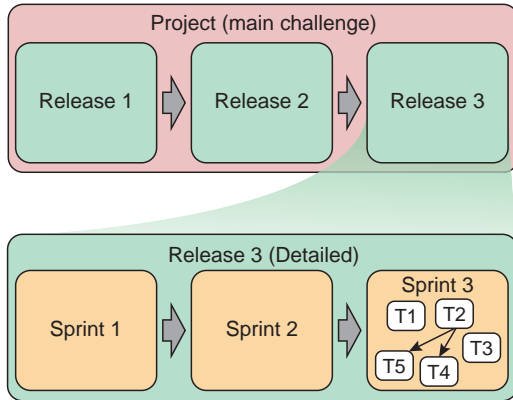 Project (main challenge)
Release 1
Release 2
Release 3
Release 3 (Detailed)
Sprint 1
Sprint 2
Sprint 3
T1
T2
T3
T5
T4